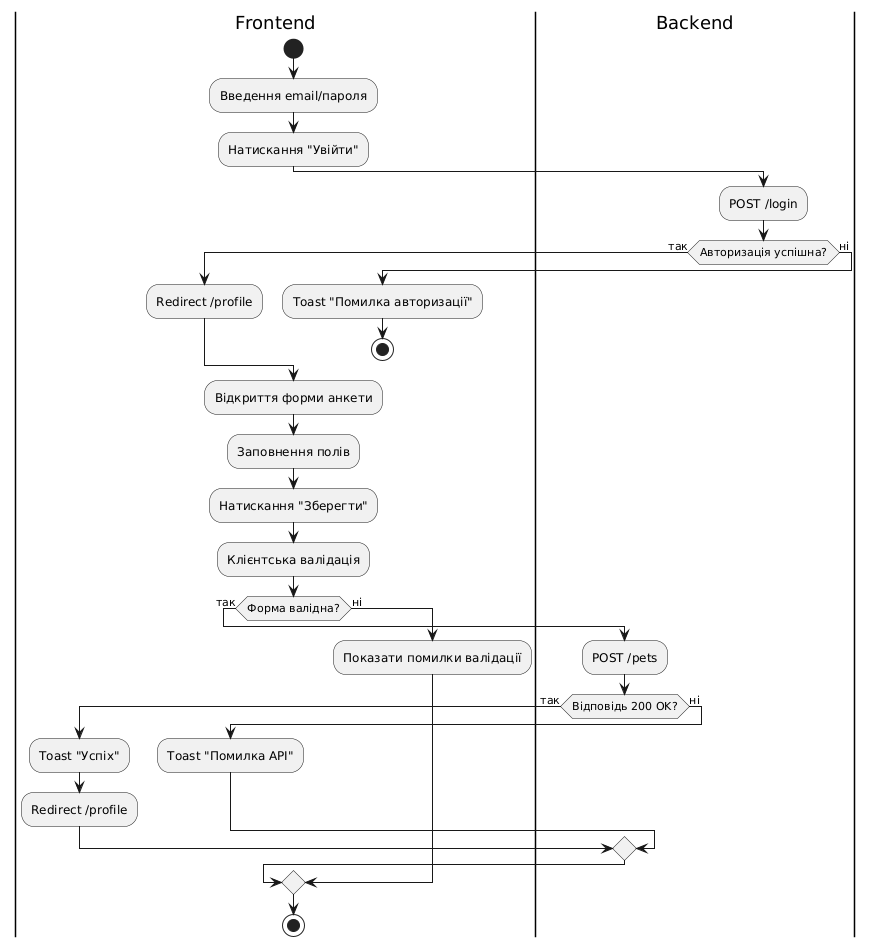 Frontend
Backend
Введення email/пароля
Натискання "Увійти"
POST /login
так
Авторизація успішна?
ні
Redirect /profile
Toast "Помилка авторизації"
Відкриття форми анкети
Заповнення полів
Натискання "Зберегти"
Клієнтська валідація
так
Форма валідна?
ні
Показати помилки валідації
POST /pets
так
Відповідь 200 OK?
ні
Toast "Успіх"
Toast "Помилка API"
Redirect /profile